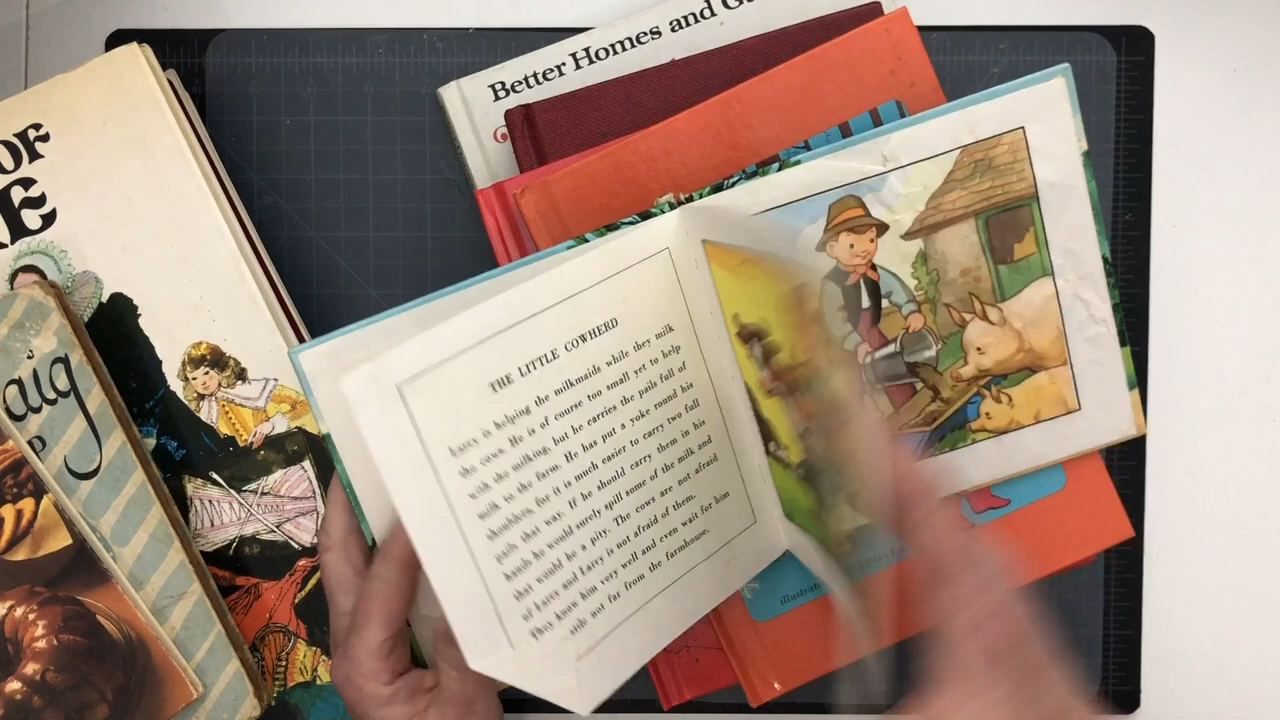 Better Homes and G
OF
E
aig
P
THE LITTLE COWHERD
Larry is helping the milkmaids while they milk
the cows. He is of course too small yet to help
with the milking, but he carries the pails full of
milk to the farm. He has put a yoke round his
shoulders, for it is much easier to carry two full
pails that way. If he should carry them in his
hands he would surely spill some of the milk and
that would be a pity. The cows are not afraid
of Larry and Larry is not afraid of them.
They know him very well and even wait for him
stile not far from the farmhouse.
illustrate